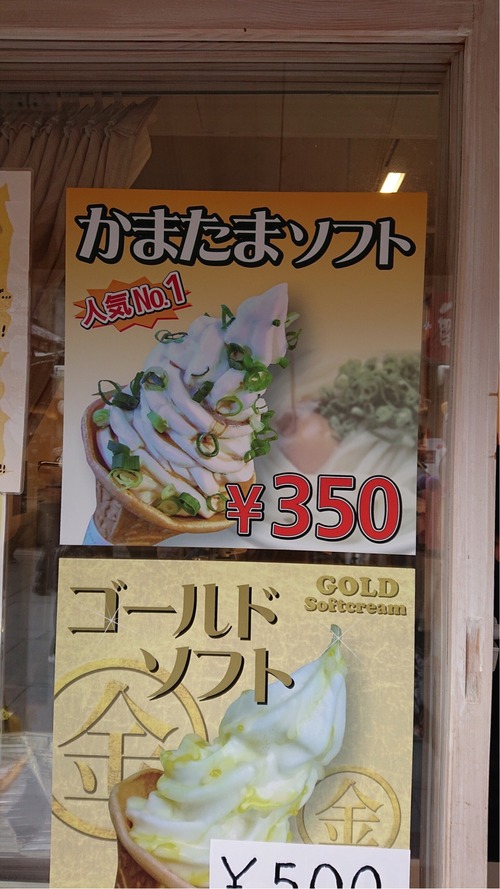 かまたまソフト
人気No.1
¥350
GOLD
Softcream
ゴールド
ソフト
金
金
¥500